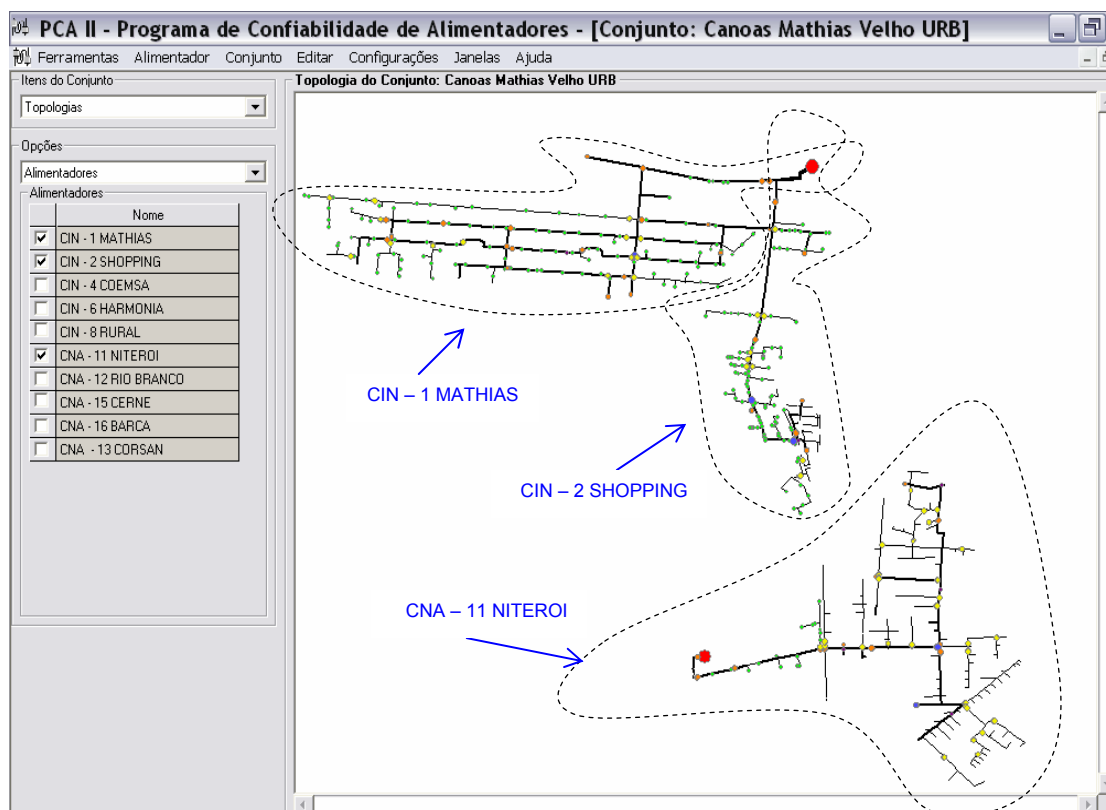 PCA II - Programa de Confiabilidade de Alimentadores - [Conjunto: Canoas Mathias Velho URB]
Ferramentas Alimentador Conjunto Editar Configurações Janelas Ajuda
Itens do Conjunto
Topologias
Opções
Alimentadores
Alimentadores
Nome
CIN - 1 MATHIAS
CIN - 2 SHOPPING
CIN - 4 COEMSA
CIN - 6 HARMONIA
CIN - 8 RURAL
CNA - 11 NITEROI
CNA - 12 RIO BRANCO
CNA - 15 CERNE
CNA - 16 BARCA
CNA - 13 CORSAN
Topologia do Conjunto: Canoas Mathias Velho URB
CIN – 1 MATHIAS
CIN – 2 SHOPPING
CNA – 11 NITEROI